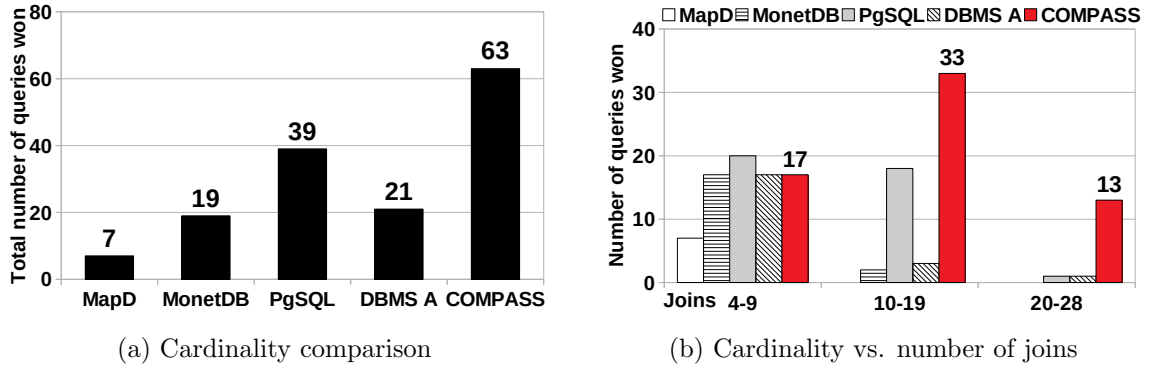 Total number of queries won
80
60
40
20
0
7
19
39
21
63
MapD MonetDB PgSQL DBMS A COMPASS
(a) Cardinality comparison
MapD MonetDB PgSQL DBMS A COMPASS
Number of queries won
40
30
20
10
0
17
33
13
Joins 4-9 10-19 20-28
(b) Cardinality vs. number of joins